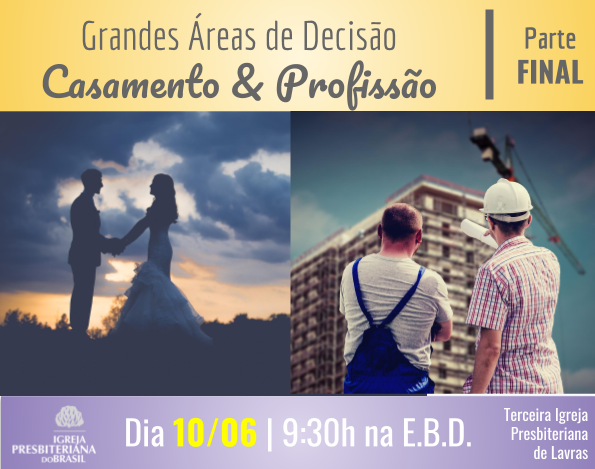 Grandes Áreas de Decisão
Casamento & Profissão
Parte
FINAL
IGREJA
PRESBITERIANA
DO BRASIL
Dia 10/06 | 9:30h na E.B.D.
Terceira Igreja
Presbiteriana
de Lavras